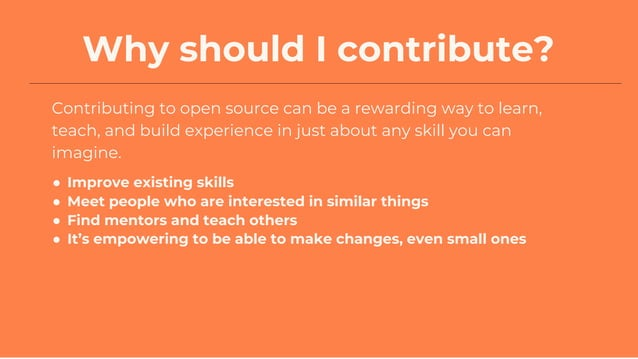 Why should I contribute?
Contributing to open source can be a rewarding way to learn,
teach, and build experience in just about any skill you can
imagine.
● Improve existing skills
● Meet people who are interested in similar things
● Find mentors and teach others
● It’s empowering to be able to make changes, even small ones